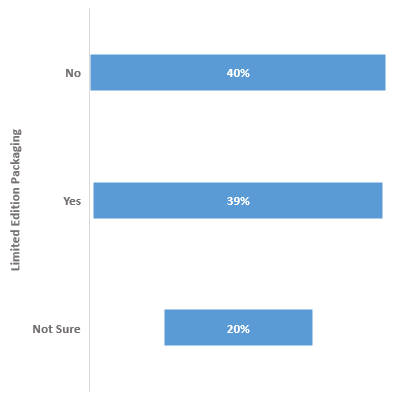 Limited Edition Packaging
No
40%
Yes
39%
Not Sure
20%